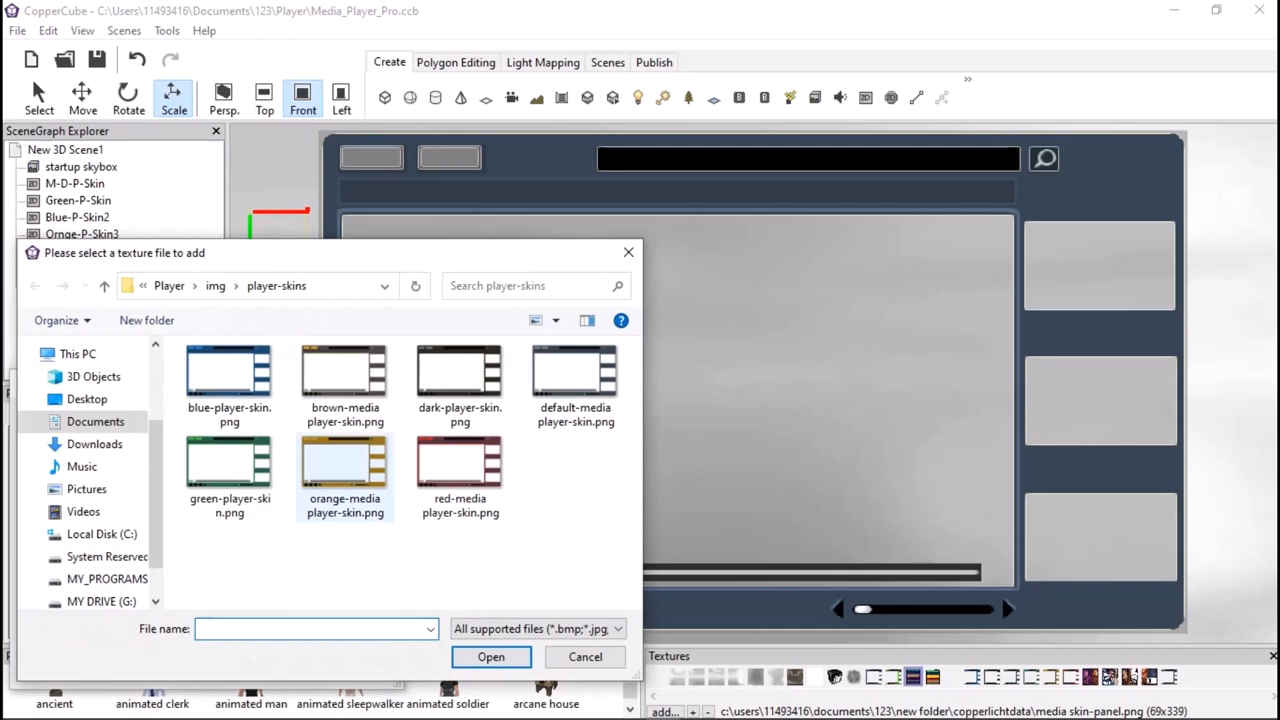 CopperCube - C:\Users\11493416\Documents\123\Player\Media_Player_Pro.ccb
File Edit View Scenes Tools Help
Create Polygon Editing Light Mapping Scenes Publish
Select Move Rotate Scale Persp. Top Front Left
SceneGraph Explorer
New 3D Scene1
startup skybox
M-D-P-Skin
Green-P-Skin
Blue-P-Skin2
Ornge-P-Skin3
Please select a texture file to add
Player img player-skins
Search player-skins
Organize New folder
This PC
3D Objects
Desktop
Documents
Downloads
Music
Pictures
Videos
Local Disk (C:)
System Reserved
MY_PROGRAMS
MY DRIVE (G:)
blue-player-skin.
png
brown-media
player-skin.png
dark-player-skin.
png
default-media
player-skin.png
green-player-ski
n.png
orange-media
player-skin.png
red-media
player-skin.png
File name:
All supported files (*.bmp;*.jpg,
Open Cancel
ancient animated clerk animated man animated sleepwalker animated soldier arcane house
Textures
add... + - c:\users\11493416\documents\123\new folder\copperlichtdata\media skin-panel.png (69x339)